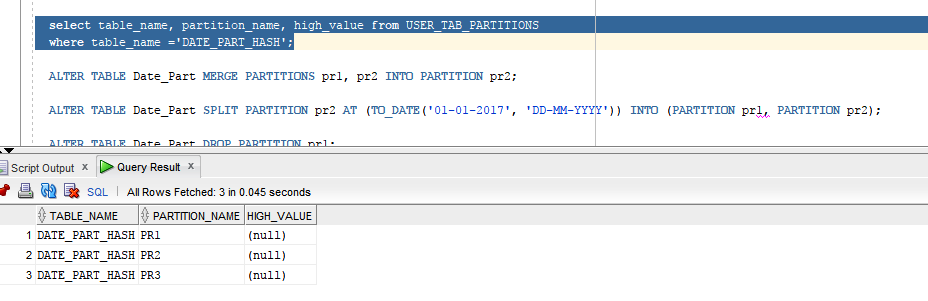 select table_name, partition_name, high_value from USER_TAB_PARTITIONS
where table_name ='DATE_PART_HASH';
ALTER TABLE Date_Part MERGE PARTITIONS pr1, pr2 INTO PARTITION pr2;
ALTER TABLE Date_Part SPLIT PARTITION pr2 AT (TO_DATE('01-01-2017', 'DD-MM-YYYY')) INTO (PARTITION pr1, PARTITION pr2);
ALTER TABLE Date_Part DROP PARTITION pr1;
Script Output x Query Result x
SQL | All Rows Fetched: 3 in 0.045 seconds
TABLE_NAME PARTITION_NAME HIGH_VALUE
1 DATE_PART_HASH PR1 (null)
2 DATE_PART_HASH PR2 (null)
3 DATE_PART_HASH PR3 (null)